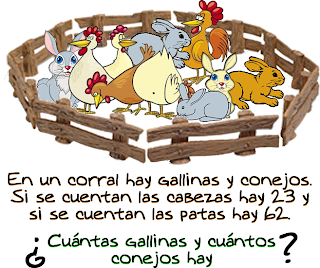 En un corral hay gallinas y conejos.
Si se cuentan las cabezas hay 23 y
si se cuentan las patas hay 62.
¿Cuántas gallinas y cuántos
conejos hay?